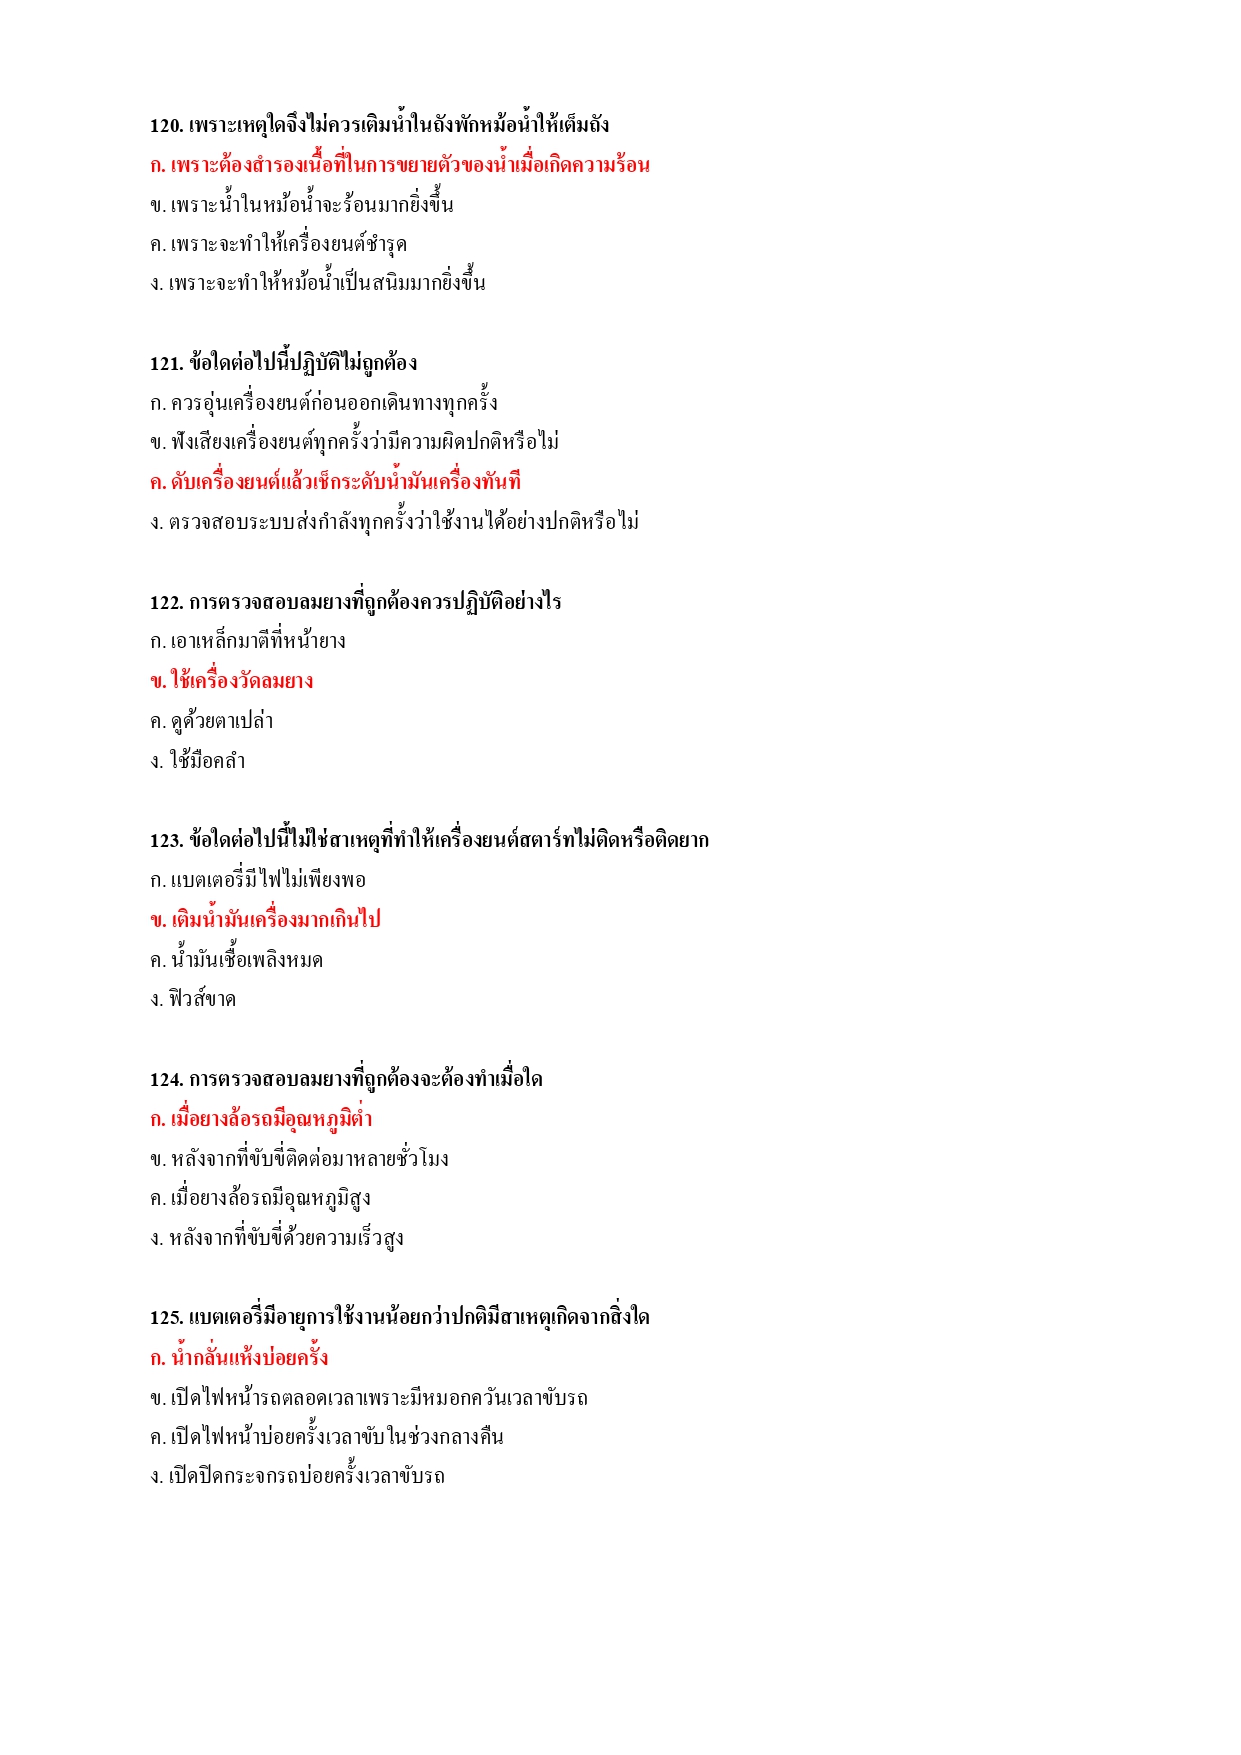 120. เพราะเหตุใดจึงไม่ควรเติมน้ำในถังพักหม้อน้ำให้เต็มถัง
ก. เพราะต้องสำรองเนื้อที่ในการขยายตัวของน้ำเมื่อเกิดความร้อน
ข. เพราะน้ำในหม้อน้ำจะร้อนมากยิ่งขึ้น
ค. เพราะจะทำให้เครื่องยนต์ชำรุด
ง. เพราะจะทำให้หม้อน้ำเป็นสนิมมากยิ่งขึ้น
121. ข้อใดต่อไปนี้ปฏิบัติไม่ถูกต้อง
ก. ควรอุ่นเครื่องยนต์ก่อนออกเดินทางทุกครั้ง
ข. ฟังเสียงเครื่องยนต์ทุกครั้งว่ามีความผิดปกติหรือไม่
ค. ดับเครื่องยนต์แล้วเช็กระดับน้ำมันเครื่องทันที
ง. ตรวจสอบระบบส่งกำลังทุกครั้งว่าใช้งานได้อย่างปกติหรือไม่
122. การตรวจสอบลมยางที่ถูกต้องควรปฏิบัติอย่างไร
ก. เอาเหล็กมาตีที่หน้ายาง
ข. ใช้เครื่องวัดลมยาง
ค. ดูด้วยตาเปล่า
ง. ใช้มือคลำ
123. ข้อใดต่อไปนี้ไม่ใช่สาเหตุที่ทำให้เครื่องยนต์สตาร์ทไม่ติดหรือติดยาก
ก. แบตเตอรี่มีไฟไม่เพียงพอ
ข. เติมน้ำมันเครื่องมากเกินไป
ค. น้ำมันเชื้อเพลิงหมด
ง. ฟิวส์ขาด
124. การตรวจสอบลมยางที่ถูกต้องจะต้องทำเมื่อใด
ก. เมื่อยางล้อรถมีอุณหภูมิต่ำ
ข. หลังจากที่ขับขี่ติดต่อมาหลายชั่วโมง
ค. เมื่อยางล้อรถมีอุณหภูมิสูง
ง. หลังจากที่ขับขี่ด้วยความเร็วสูง
125. แบตเตอรี่มีอายุการใช้งานน้อยกว่าปกติมีสาเหตุเกิดจากสิ่งใด
ก. น้ำกลั่นแห้งบ่อยครั้ง
ข. เปิดไฟหน้ารถตลอดเวลาเพราะมีหมอกควันเวลาขับรถ
ค. เปิดไฟหน้าบ่อยครั้งเวลาขับในช่วงกลางคืน
ง. เปิดปิดกระจกรถบ่อยครั้งเวลาขับรถ